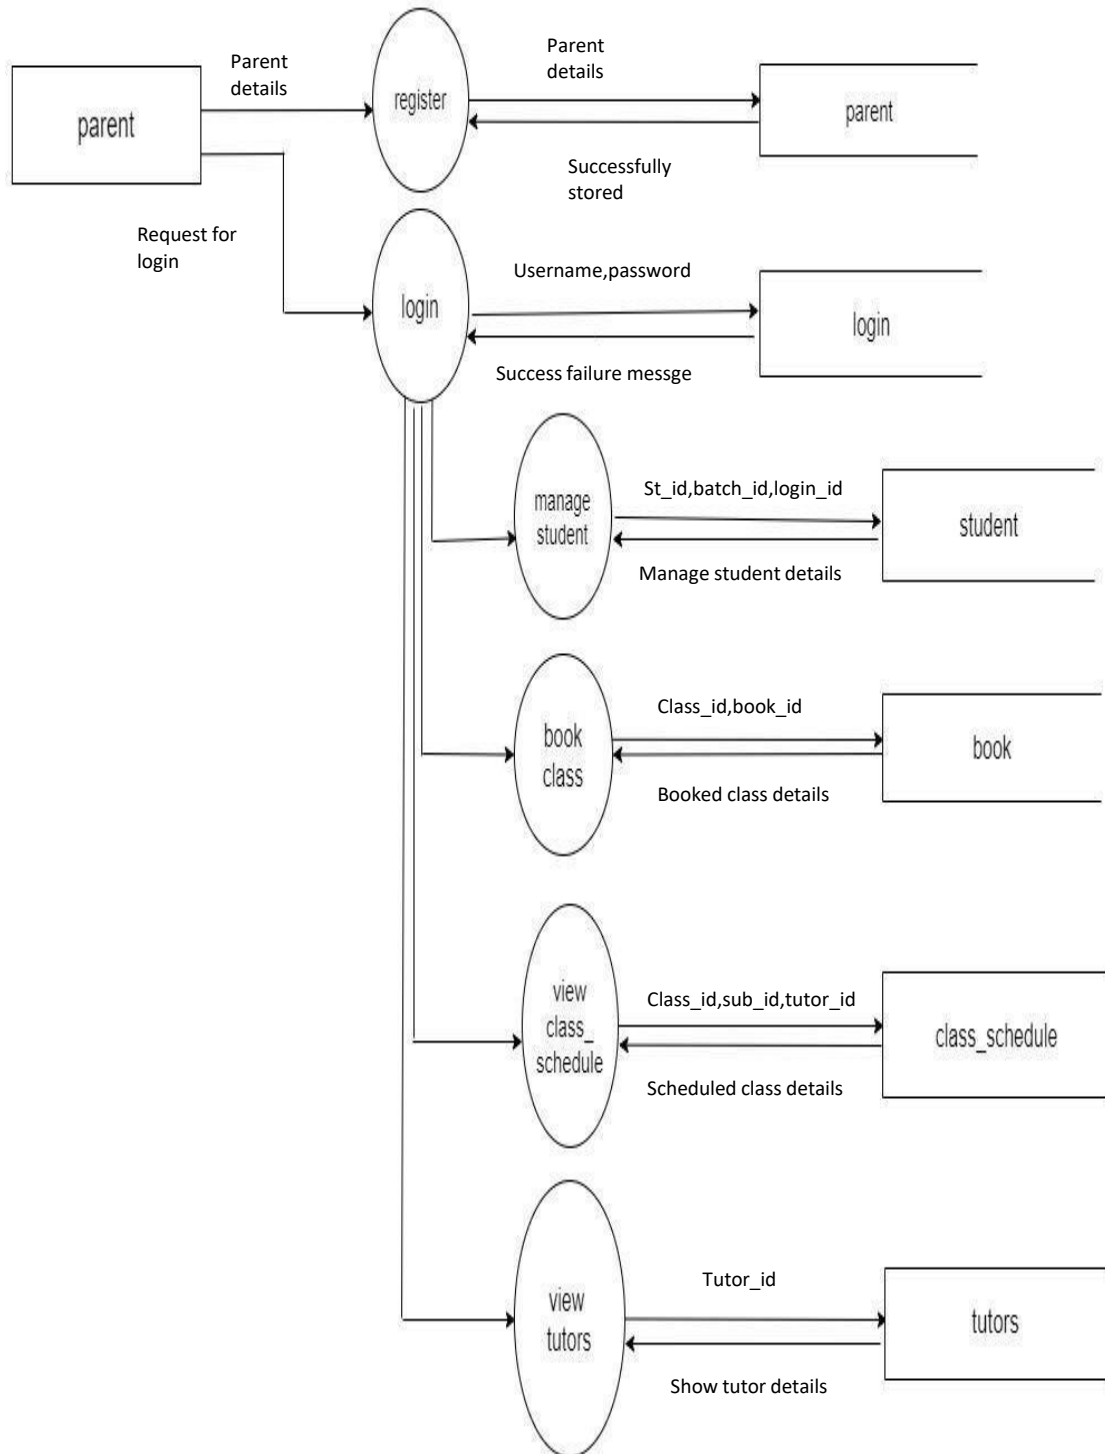 Parent
details
Parent
details
parent
register
parent
Successfully
stored
Request for
login
Username,password
login
login
Success failure messge
manage
student
St_id,batch_id,login_id
student
Manage student details
book
class
Class_id,book_id
book
Booked class details
view
class_
schedule
Class_id,sub_id,tutor_id
class_schedule
Scheduled class details
view
tutors
Tutor_id
tutors
Show tutor details